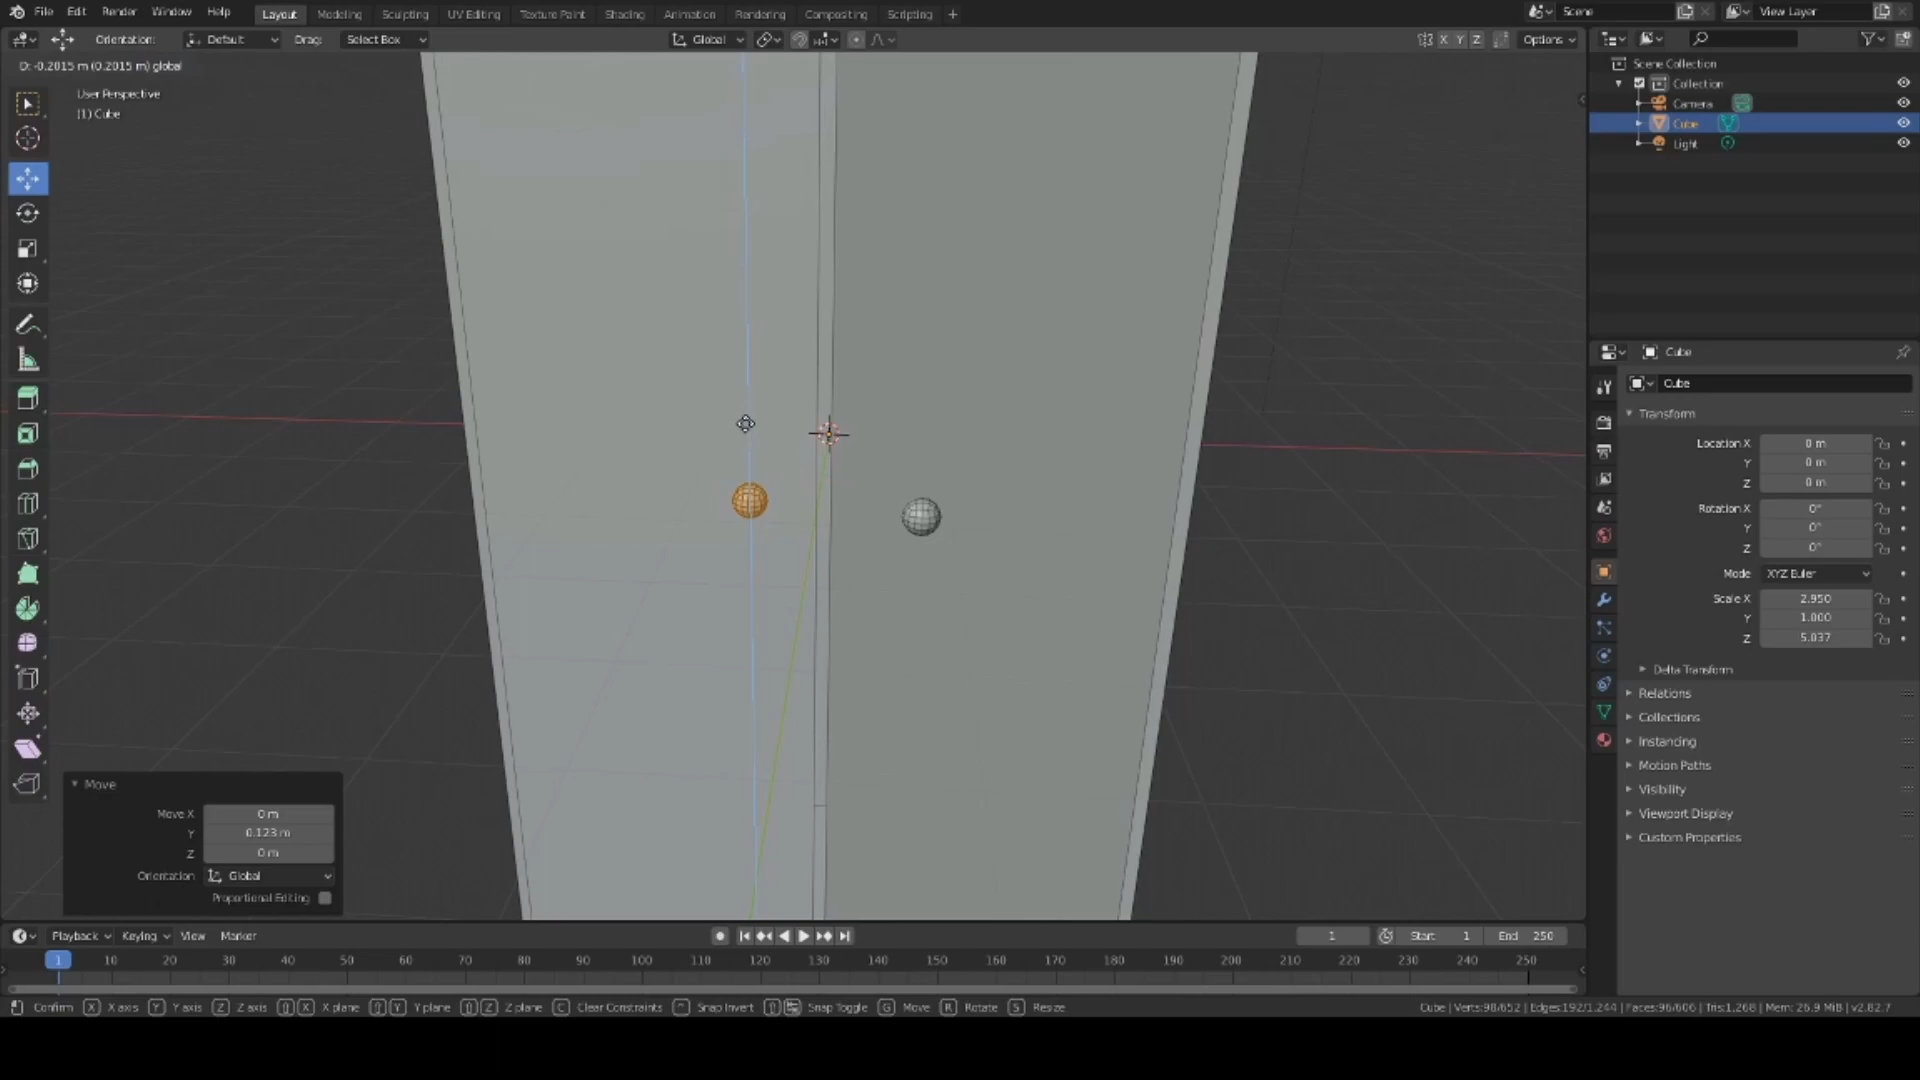 File Edit Render Window Help Layout Modeling Sculpting UV Editing Texture Paint Shading Animation Rendering Compositing Scripting + Scene View Layer
Orientation: Default Drag: Select Box Global X Y Z Options
D: -0.2015 m (0.2015 m) global
User Perspective
(1) Cube
Scene Collection
Collection
Camera
Cube
Light
Cube
Cube
Transform
Location X 0 m
Y 0 m
Z 0 m
Rotation X 0°
Y 0°
Z 0°
Mode XYZ Euler
Scale X 2.950
Y 1.000
Z 5.037
Delta Transform
Relations
Collections
Instancing
Motion Paths
Visibility
Viewport Display
Custom Properties
Move
Move X 0 m
Y 0.123 m
Z 0 m
Orientation Global
Proportional Editing
Playback Keying View Marker 1 Start 1 End 250
1 10 20 30 40 50 60 70 80 90 100 110 120 130 140 150 160 170 180 190 200 210 220 230 240 250
Confirm X X axis Y Y axis Z Z axis X X plane Y Y plane Z Z plane C Clear Constraints Snap Invert Snap Toggle G Move R Rotate S Resize Cube | Verts:98/652 | Edges:192/1,244 | Faces:96/606 | Tris:1,268 | Mem: 26.9 MiB | v2.82.7